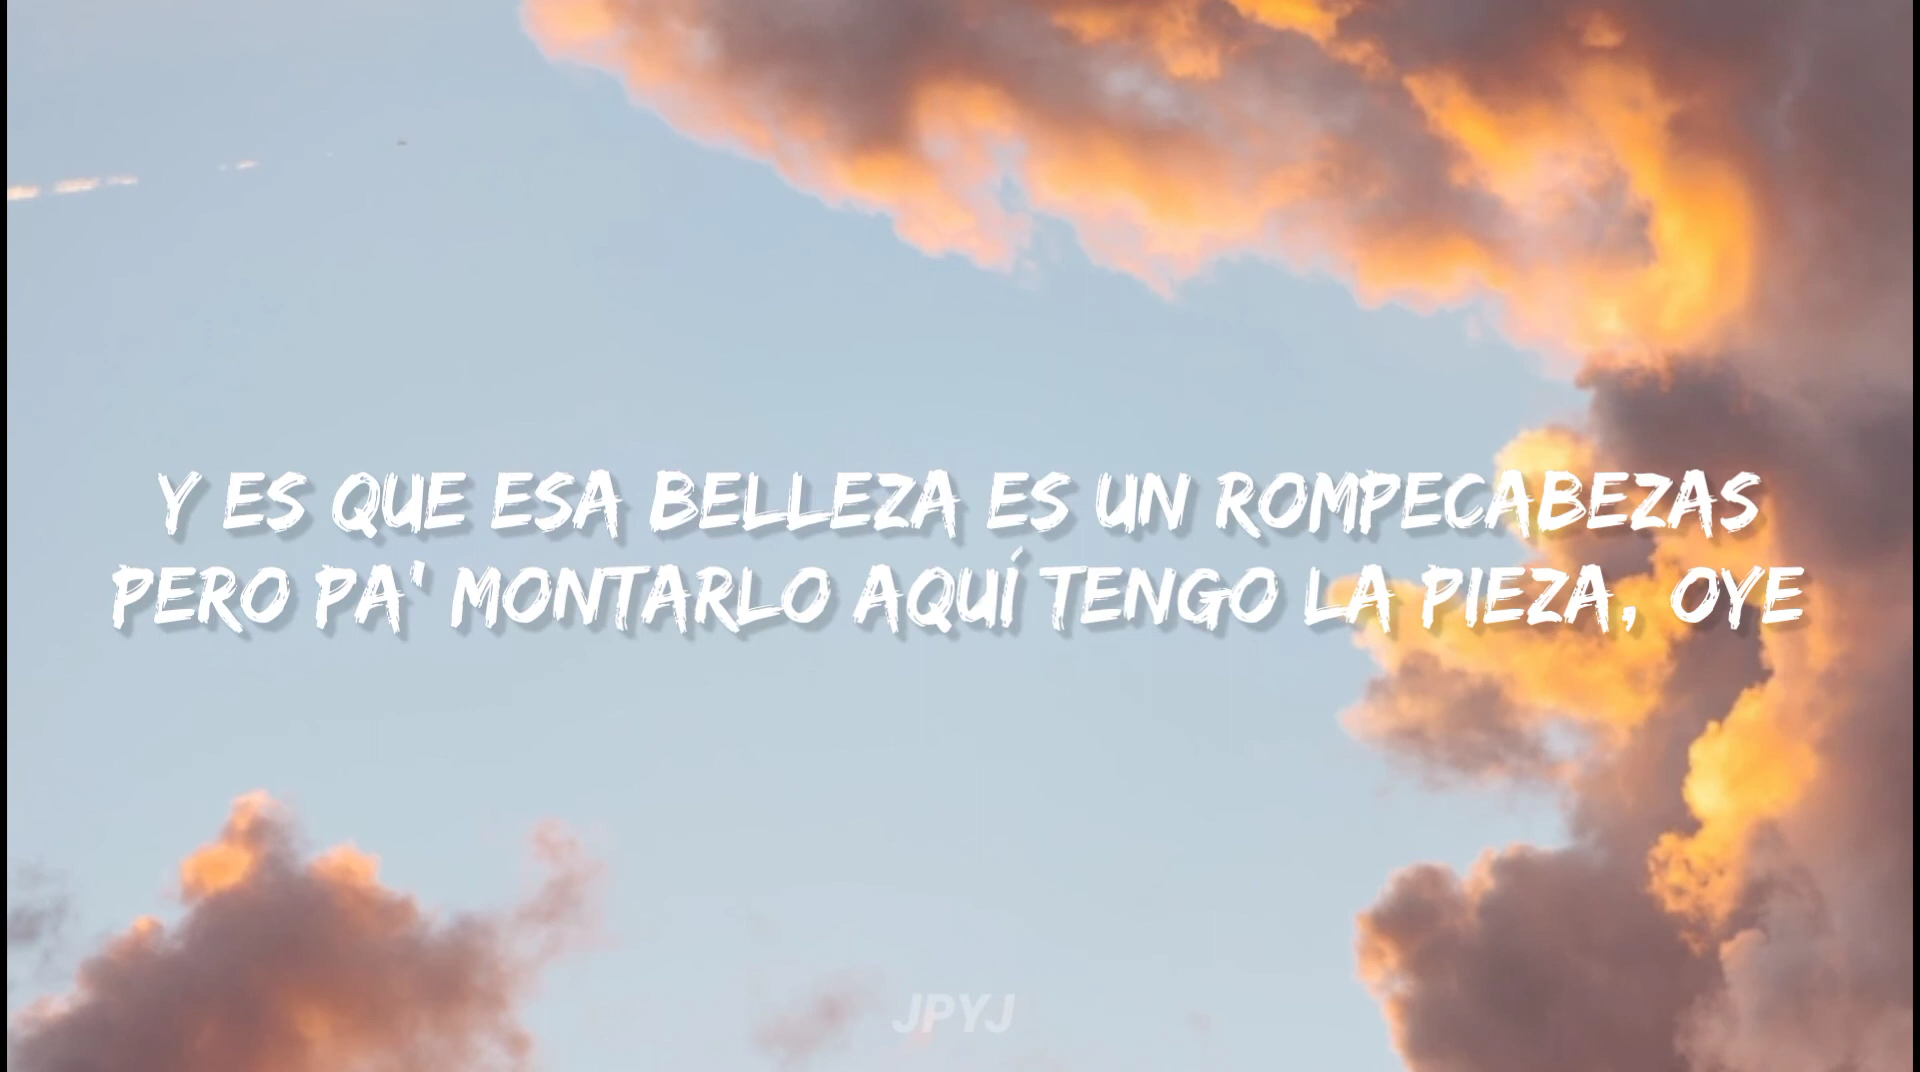 Y ES QUE ESA BELLEZA ES UN ROMPECABEZAS
PERO PA' MONTARLO AQUÍ TENGO LA PIEZA, OYE
JPYJ